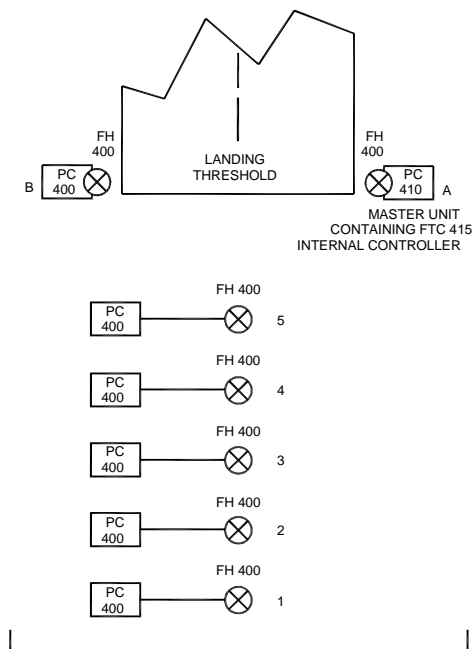 FH
400
FH
400
LANDING
THRESHOLD
B
PC
400
PC
410
A
MASTER UNIT
CONTAINING FTC 415
INTERNAL CONTROLLER
FH 400
PC
400
5
FH 400
PC
400
4
FH 400
PC
400
3
FH 400
PC
400
2
FH 400
PC
400
1